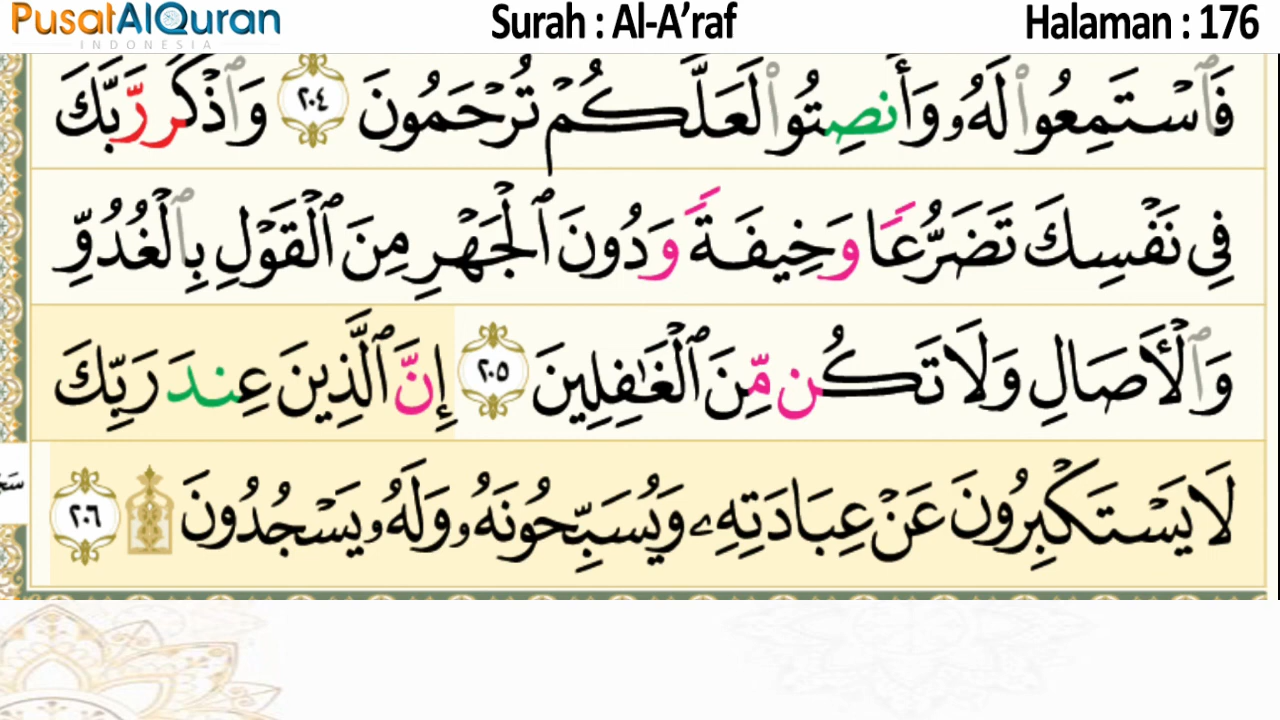 PusatAlQuran
INDONESIA
Surah : Al-A’raf
Halaman : 176
فَٱسْتَمِعُوا۟ لَهُۥ وَأَنصِتُوا۟ لَعَلَّكُمْ تُرْحَمُونَ ٢٠٤ وَٱذْكُر رَّبَّكَ
فِى نَفْسِكَ تَضَرُّعًا وَخِيفَةً وَدُونَ ٱلْجَهْرِ مِنَ ٱلْقَوْلِ بِٱلْغُدُوِّ
وَٱلْأَصَالِ وَلَا تَكُن مِّنَ ٱلْغَٰفِلِينَ ٢٠٥ إِنَّ ٱلَّذِينَ عِندَ رَبِّكَ
لَا يَسْتَكْبِرُونَ عَنْ عِبَادَتِهِۦ وَيُسَبِّحُونَهُۥ وَلَهُۥ يَسْجُدُونَ ٢٠٦